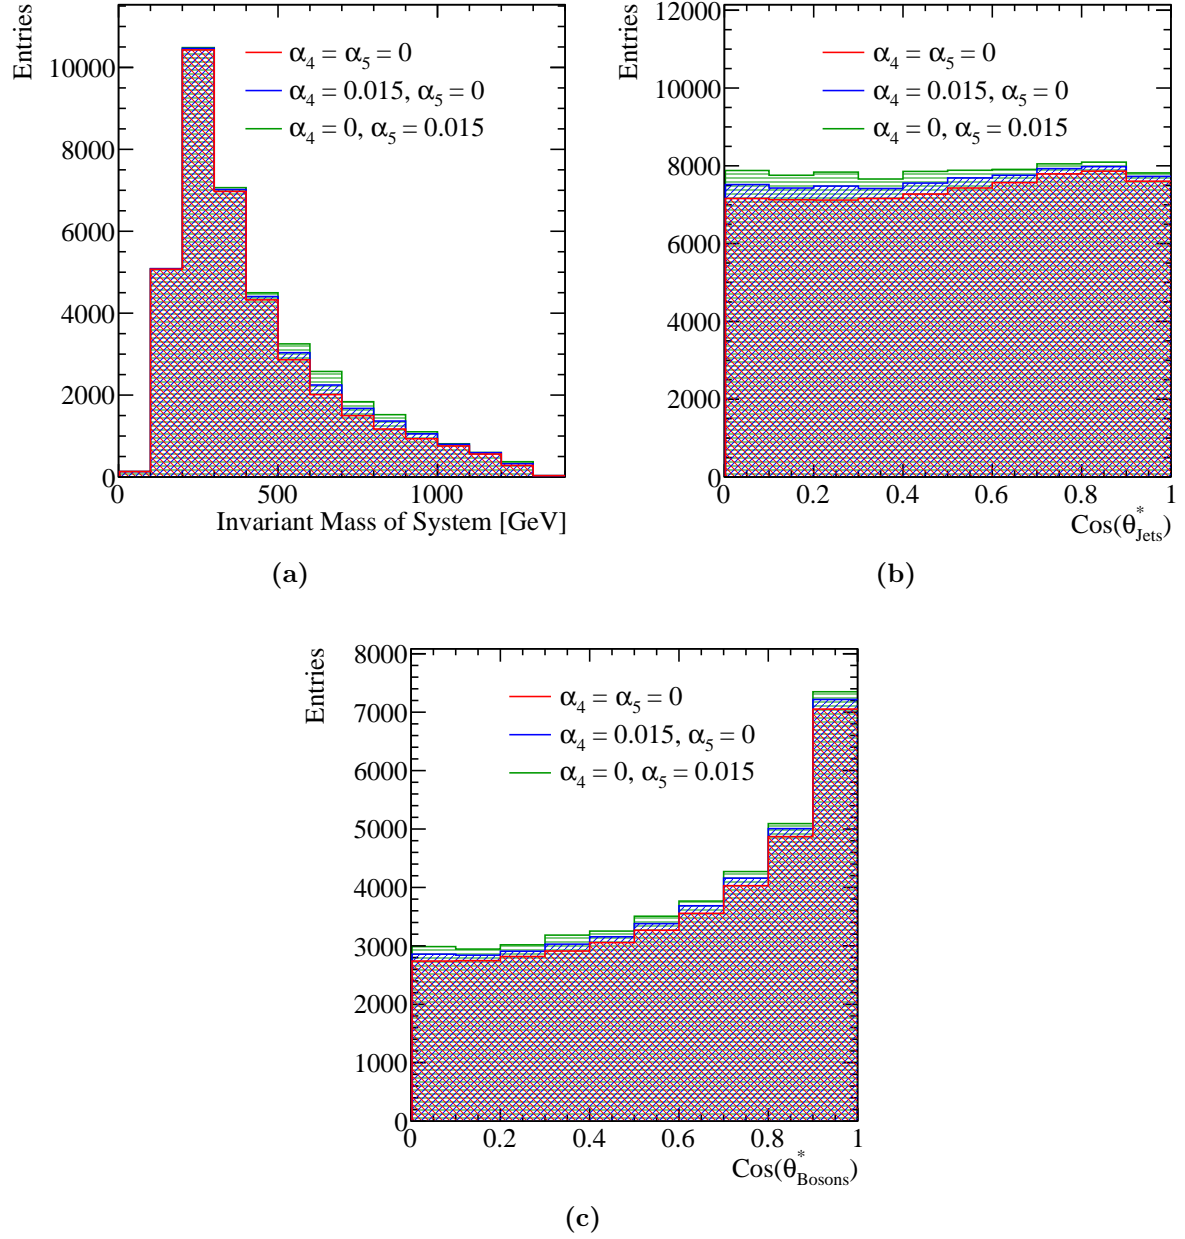 Entries
10000
8000
6000
4000
2000
0
α₄ = α₅ = 0
α₄ = 0.015, α₅ = 0
α₄ = 0, α₅ = 0.015
0 500 1000
Invariant Mass of System [GeV]
(a)
Entries
12000
10000
8000
6000
4000
2000
0
α₄ = α₅ = 0
α₄ = 0.015, α₅ = 0
α₄ = 0, α₅ = 0.015
0 0.2 0.4 0.6 0.8 1
Cos(θ*Jets)
(b)
Entries
8000
7000
6000
5000
4000
3000
2000
1000
0
α₄ = α₅ = 0
α₄ = 0.015, α₅ = 0
α₄ = 0, α₅ = 0.015
0 0.2 0.4 0.6 0.8 1
Cos(θ*Bosons)
(c)